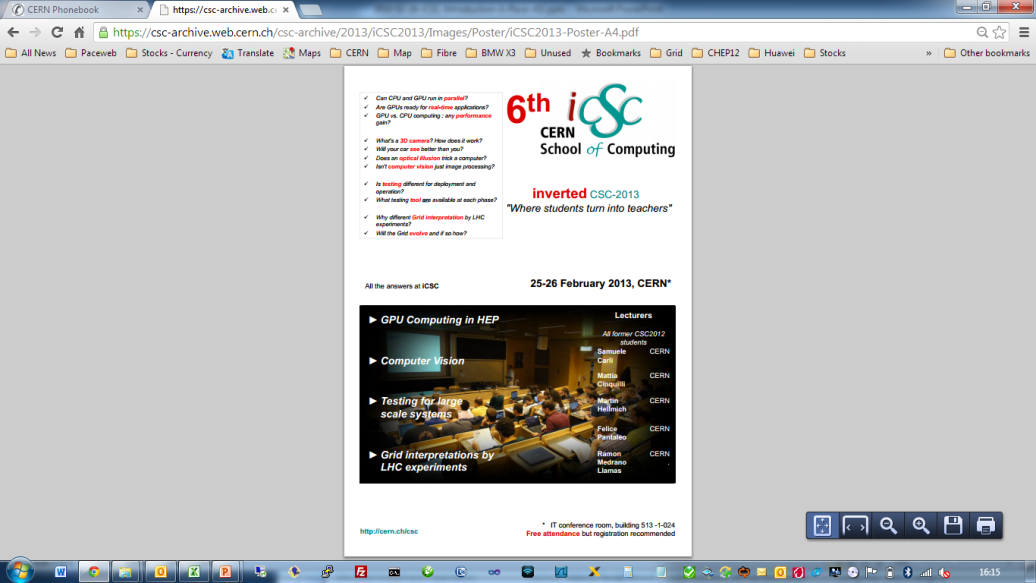 CERN Phonebook
https://csc-archive.web.ce
https://csc-archive.web.cern.ch/csc-archive/2013/iCSC2013/Images/Poster/iCSC2013-Poster-A4.pdf
All News Paceweb Stocks - Currency Translate Maps CERN Map Fibre BMW X3 Unused Bookmarks Grid CHEP12 Huawei Stocks » Other bookmarks
✓ Can CPU and GPU run in parallel?
✓ Are GPUs ready for real-time applications?
✓ GPU vs. CPU computing : any performance
gain?
✓ What's a 3D camera? How does it work?
✓ Will your car see better than you?
✓ Does an optical illusion trick a computer?
✓ Isn't computer vision just image processing?
✓ Is testing different for deployment and
operation?
✓ What testing tool are available at each phase?
✓ Why different Grid interpretation by LHC
experiments?
✓ Will the Grid evolve and if so how?
6th iCSC
CERN
School of Computing
inverted CSC-2013
"Where students turn into teachers"
All the answers at iCSC
25-26 February 2013, CERN*
► GPU Computing in HEP
► Computer Vision
► Testing for large
scale systems
► Grid interpretations by
LHC experiments
Lecturers
All former CSC2012
students
Samuele CERN
Carli
Mattia CERN
Cinquilli
Martin CERN
Hellmich
Felice CERN
Pantaleo
Ramon CERN
Medrano
Llamas
http://cern.ch/csc
* IT conference room, building 513 -1-024
Free attendance but registration recommended
16:15